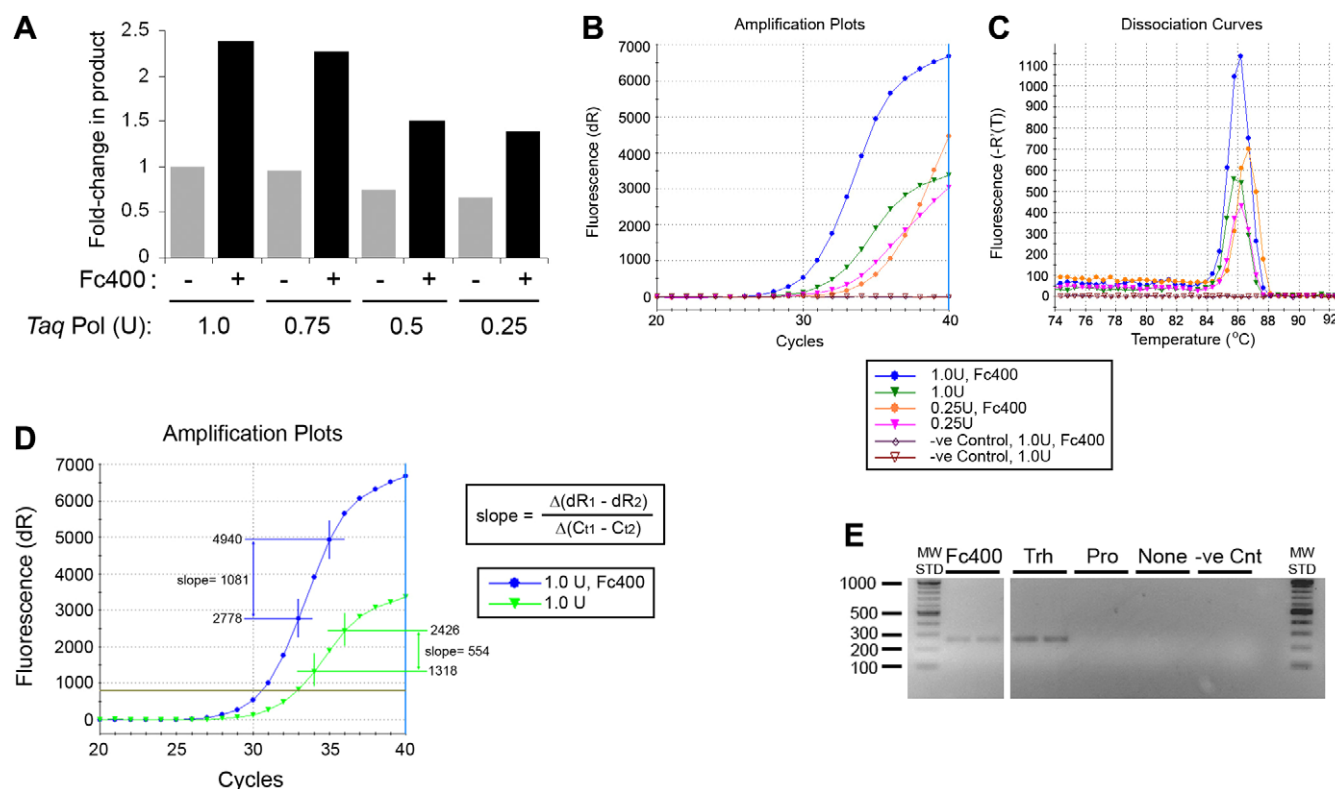 A
2.5
2
1.5
1
0.5
0
Fold-change in product
Fc400 : - + - + - + - +
Taq Pol (U): 1.0 0.75 0.5 0.25
B
Amplification Plots
7000
6000
5000
4000
3000
2000
1000
0
Fluorescence (dR)
20 30 40
Cycles
C
Dissociation Curves
1100
1000
900
800
700
600
500
400
300
200
100
0
Fluorescence (-R'(T))
74 76 78 80 82 84 86 88 90 92
Temperature (°C)
1.0U, Fc400
1.0U
0.25U, Fc400
0.25U
-ve Control, 1.0U, Fc400
-ve Control, 1.0U
D
Amplification Plots
7000
6000
5000
4000
3000
2000
1000
0
Fluorescence (dR)
20 25 30 35 40
Cycles
4940
slope= 1081
2778
2426
slope= 554
1318
slope = Δ(dR1 - dR2)
Δ(Ct1 - Ct2)
1.0 U, Fc400
1.0 U
E
MW STD Fc400 Trh Pro None -ve Cnt MW STD
1000
500
300
200
100